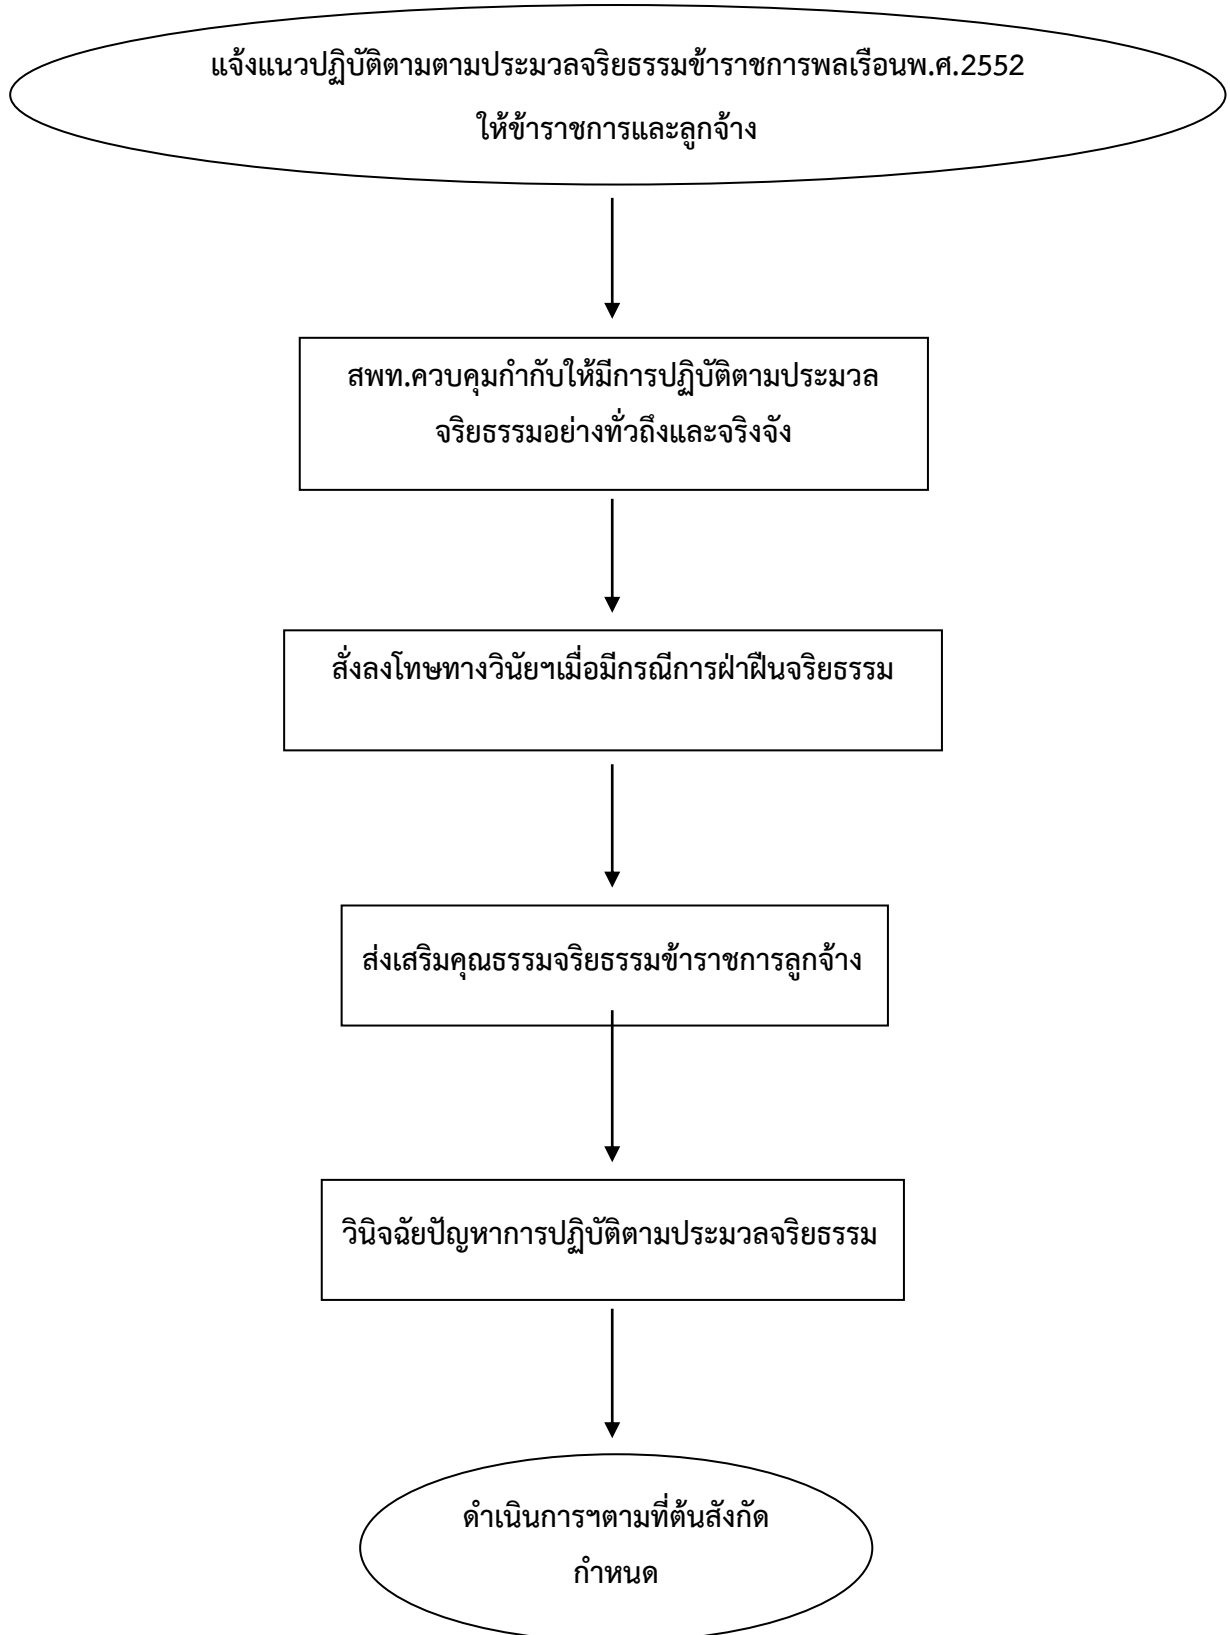 แจ้งแนวปฏิบัติตามตามประมวลจริยธรรมข้าราชการพลเรือนพ.ศ.2552
ให้ข้าราชการและลูกจ้าง
สพท.ควบคุมกำกับให้มีการปฏิบัติตามประมวล
จริยธรรมอย่างทั่วถึงและจริงจัง
สั่งลงโทษทางวินัยฯเมื่อมีกรณีการฝ่าฝืนจริยธรรม
ส่งเสริมคุณธรรมจริยธรรมข้าราชการลูกจ้าง
วินิจฉัยปัญหาการปฏิบัติตามประมวลจริยธรรม
ดำเนินการฯตามที่ต้นสังกัด
กำหนด